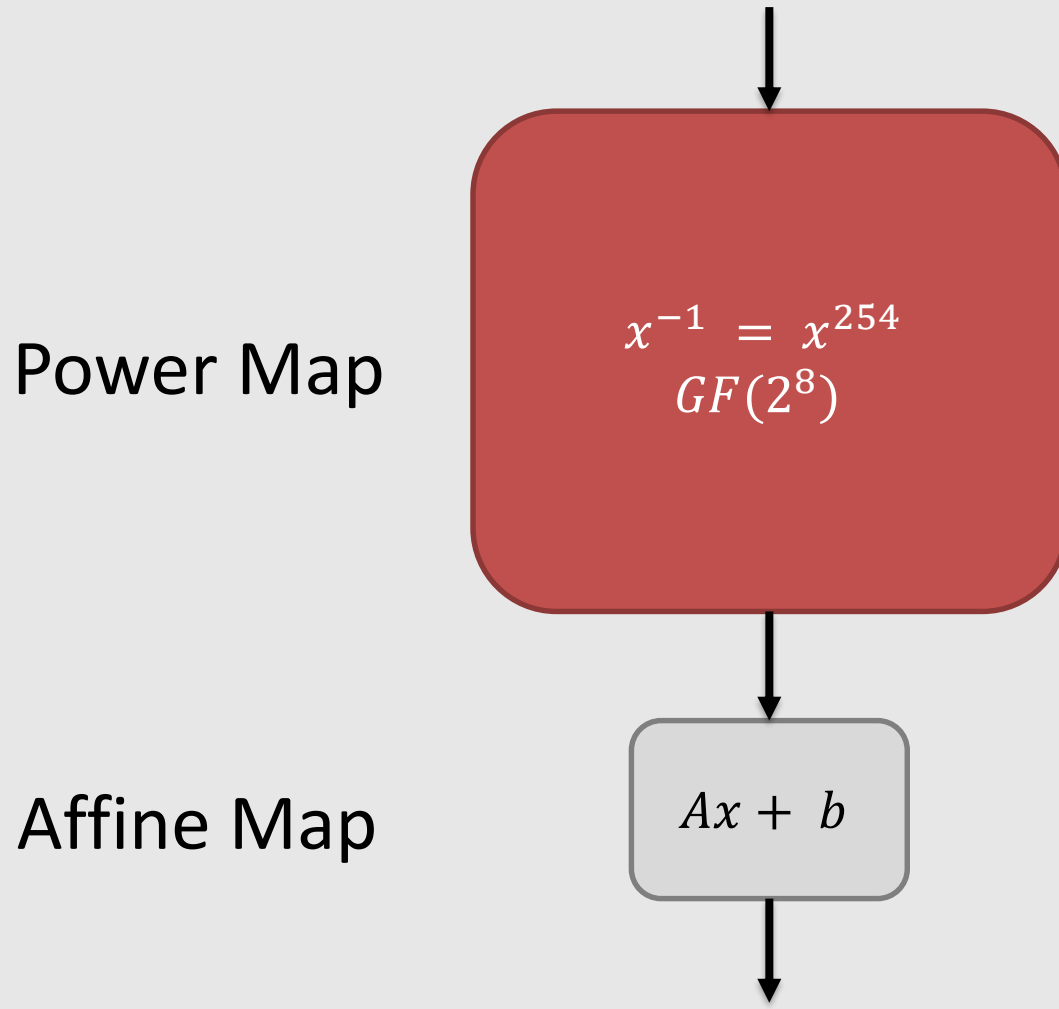 Power Map
x⁻¹ = x²⁵⁴
GF(2⁸)
Affine Map
Ax + b